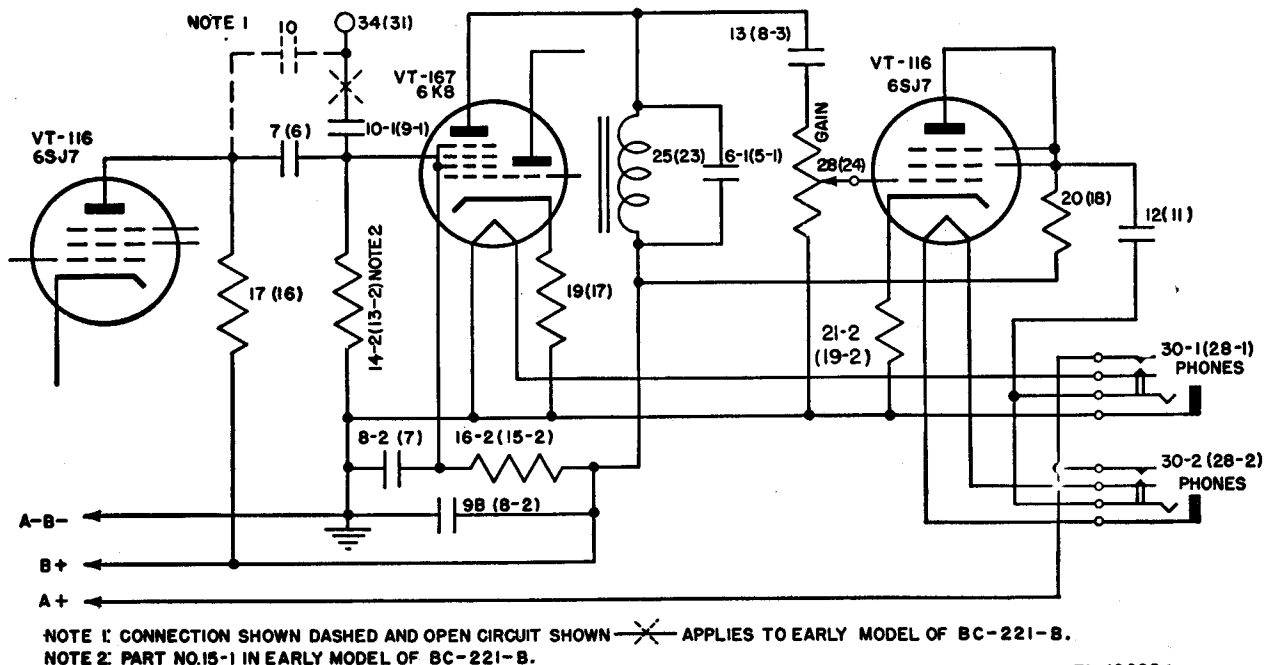 NOTE 1
10
34(31)
VT-167
6K8
13 (8-3)
VT-116
6SJ7
GAIN
VT-116
6SJ7
7(6)
10-1(9-1)
25(23)
6-1(5-1)
28(24)
20(18)
12(11)
17 (16)
14-2(13-2)NOTE2
19(17)
21-2
(19-2)
30-1(28-1)
PHONES
8-2 (7)
16-2(15-2)
30-2 (28-2)
PHONES
9B (8-2)
A-B-
B+
A+
NOTE 1: CONNECTION SHOWN DASHED AND OPEN CIRCUIT SHOWN APPLIES TO EARLY MODEL OF BC-221-B.
NOTE 2: PART NO.15-1 IN EARLY MODEL OF BC-221-B.